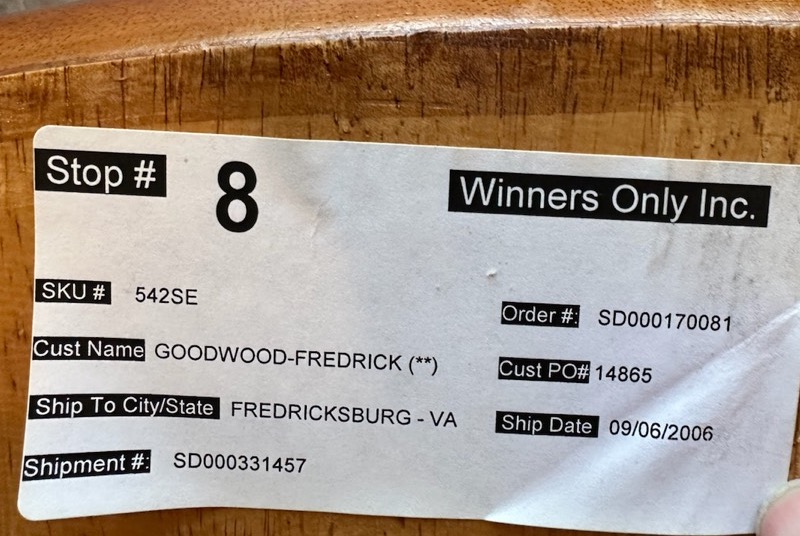 Stop # 8 Winners Only Inc.
SKU # 542SE
Order #: SD000170081
Cust Name GOODWOOD-FREDRICK (**)
Cust PO# 14865
Ship To City/State FREDRICKSBURG - VA
Ship Date 09/06/2006
Shipment #: SD000331457